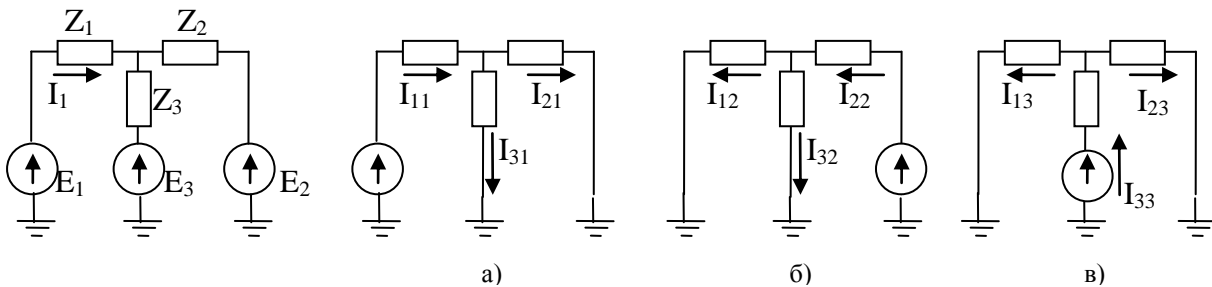 Z₁ Z₂
I₁ Z₃ I₁₁ I₂₁ I₁₂ I₂₂ I₁₃ I₂₃
I₃₁ I₃₂
E₁ E₃ E₂ I₃₃
а) б) в)